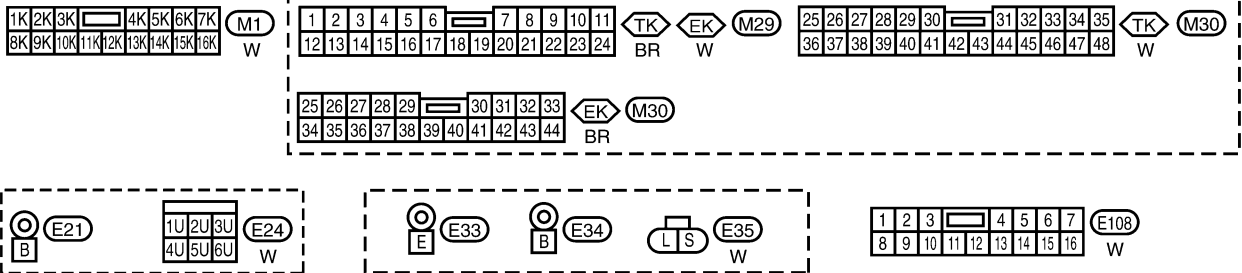 1K 2K 3K 4K 5K 6K 7K M1
8K 9K 10K 11K 12K 13K 14K 15K 16K W
1 2 3 4 5 6 7 8 9 10 11 TK EK M29
12 13 14 15 16 17 18 19 20 21 22 23 24 BR W
25 26 27 28 29 30 31 32 33 34 35 TK M30
36 37 38 39 40 41 42 43 44 45 46 47 48 W
25 26 27 28 29 30 31 32 33 EK M30
34 35 36 37 38 39 40 41 42 43 44 BR
B E21
1U 2U 3U E24
4U 5U 6U W
E E33
B E34
L S E35
W
1 2 3 4 5 6 7 E108
8 9 10 11 12 13 14 15 16 W